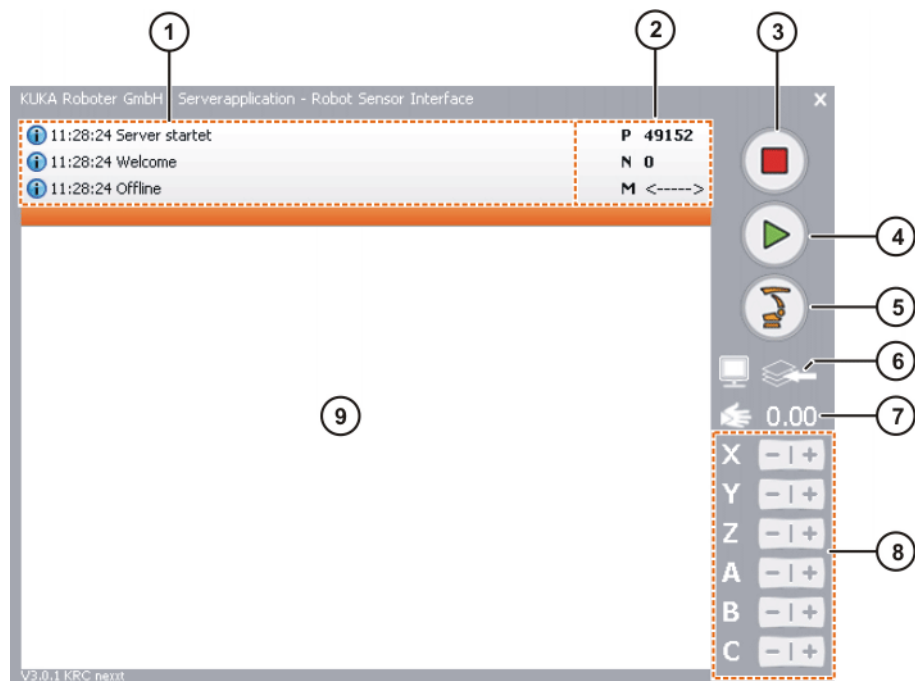 1
2
3
KUKA Roboter GmbH Serverapplication - Robot Sensor Interface x
11:28:24 Server startet P 49152
11:28:24 Welcome N 0
11:28:24 Offline M <----->
4
5
6
0.00 7
9
X - | +
Y - | +
Z - | +
8
A - | +
B - | +
C - | +
V3.0.1 KRC nexxt